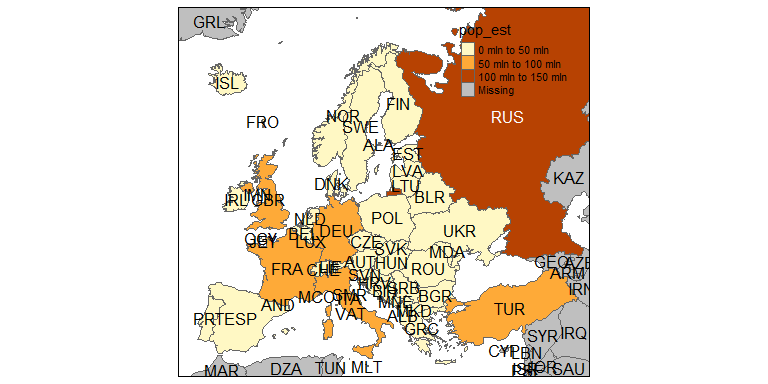 GRL
pop_est
0 mln to 50 mln
50 mln to 100 mln
100 mln to 150 mln
Missing
ISL
FIN
NOR
RUS
FRO
SWE
ALA
EST
LVA
KAZ
LTU
DNK
BLR
IRL
IMN
GBR
POL
NLD
UKR
BEL
DEU
GGY
JEY
LUX
CZE
SVK
MDA
AUT
HUN
FRA
CHE
LIE
ROU
GEO
AZE
SVN
HRV
ARM
BIH
SRB
IRN
MCO
SMR
ITA
MNE
BGR
AND
VAT
MKD
TUR
PRT
ESP
ALB
GRC
SYR
IRQ
CYP
LBN
MAR
DZA
TUN
MLT
ISR
JOR
SAU